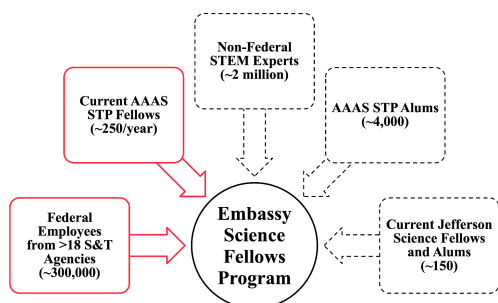 Non-Federal
STEM Experts
(~2 million)
Current AAAS
STP Fellows
(~250/year)
AAAS STP Alums
(~4,000)
Federal
Employees
from >18 S&T
Agencies
(~300,000)
Embassy
Science
Fellows
Program
Current Jefferson
Science Fellows
and Alums
(~150)